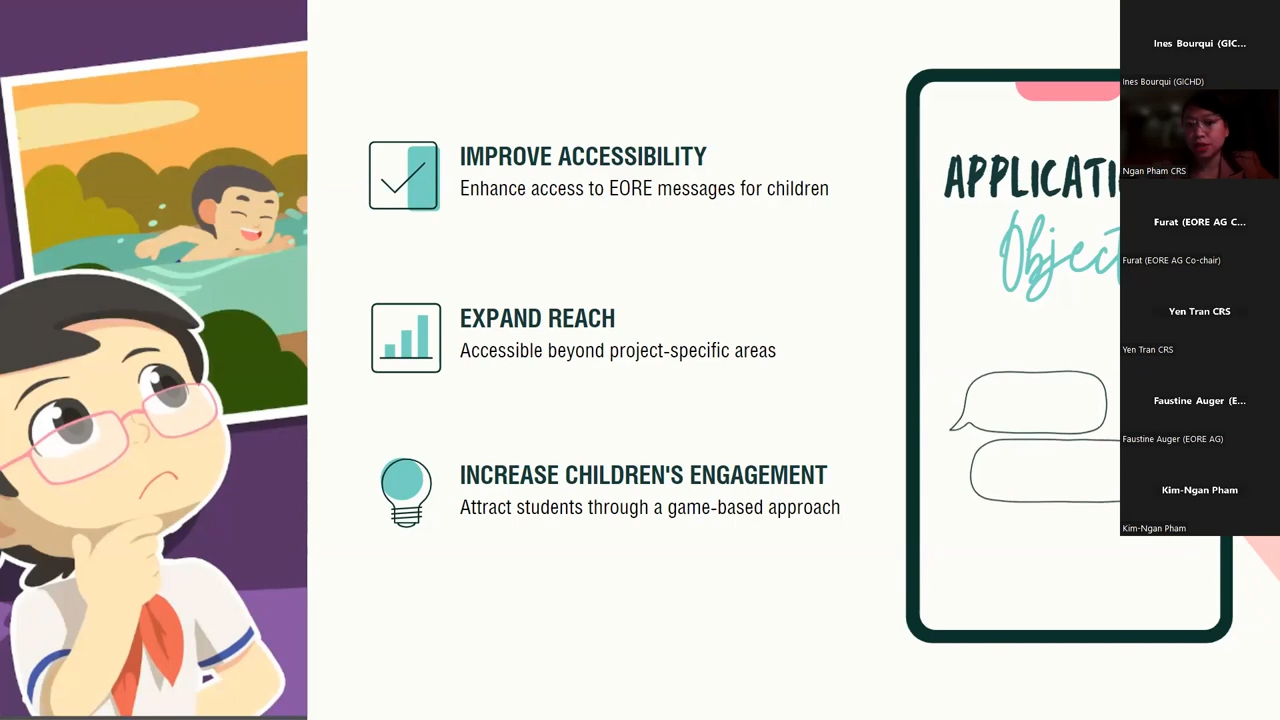 IMPROVE ACCESSIBILITY
Enhance access to EORE messages for children
EXPAND REACH
Accessible beyond project-specific areas
INCREASE CHILDREN'S ENGAGEMENT
Attract students through a game-based approach
APPLICATI
Object
Ines Bourqui (GIC...
Ines Bourqui (GICHD)
Ngan Pham CRS
Furat (EORE AG C...
Furat (EORE AG Co-chair)
Yen Tran CRS
Yen Tran CRS
Faustine Auger (E...
Faustine Auger (EORE AG)
Kim-Ngan Pham
Kim-Ngan Pham